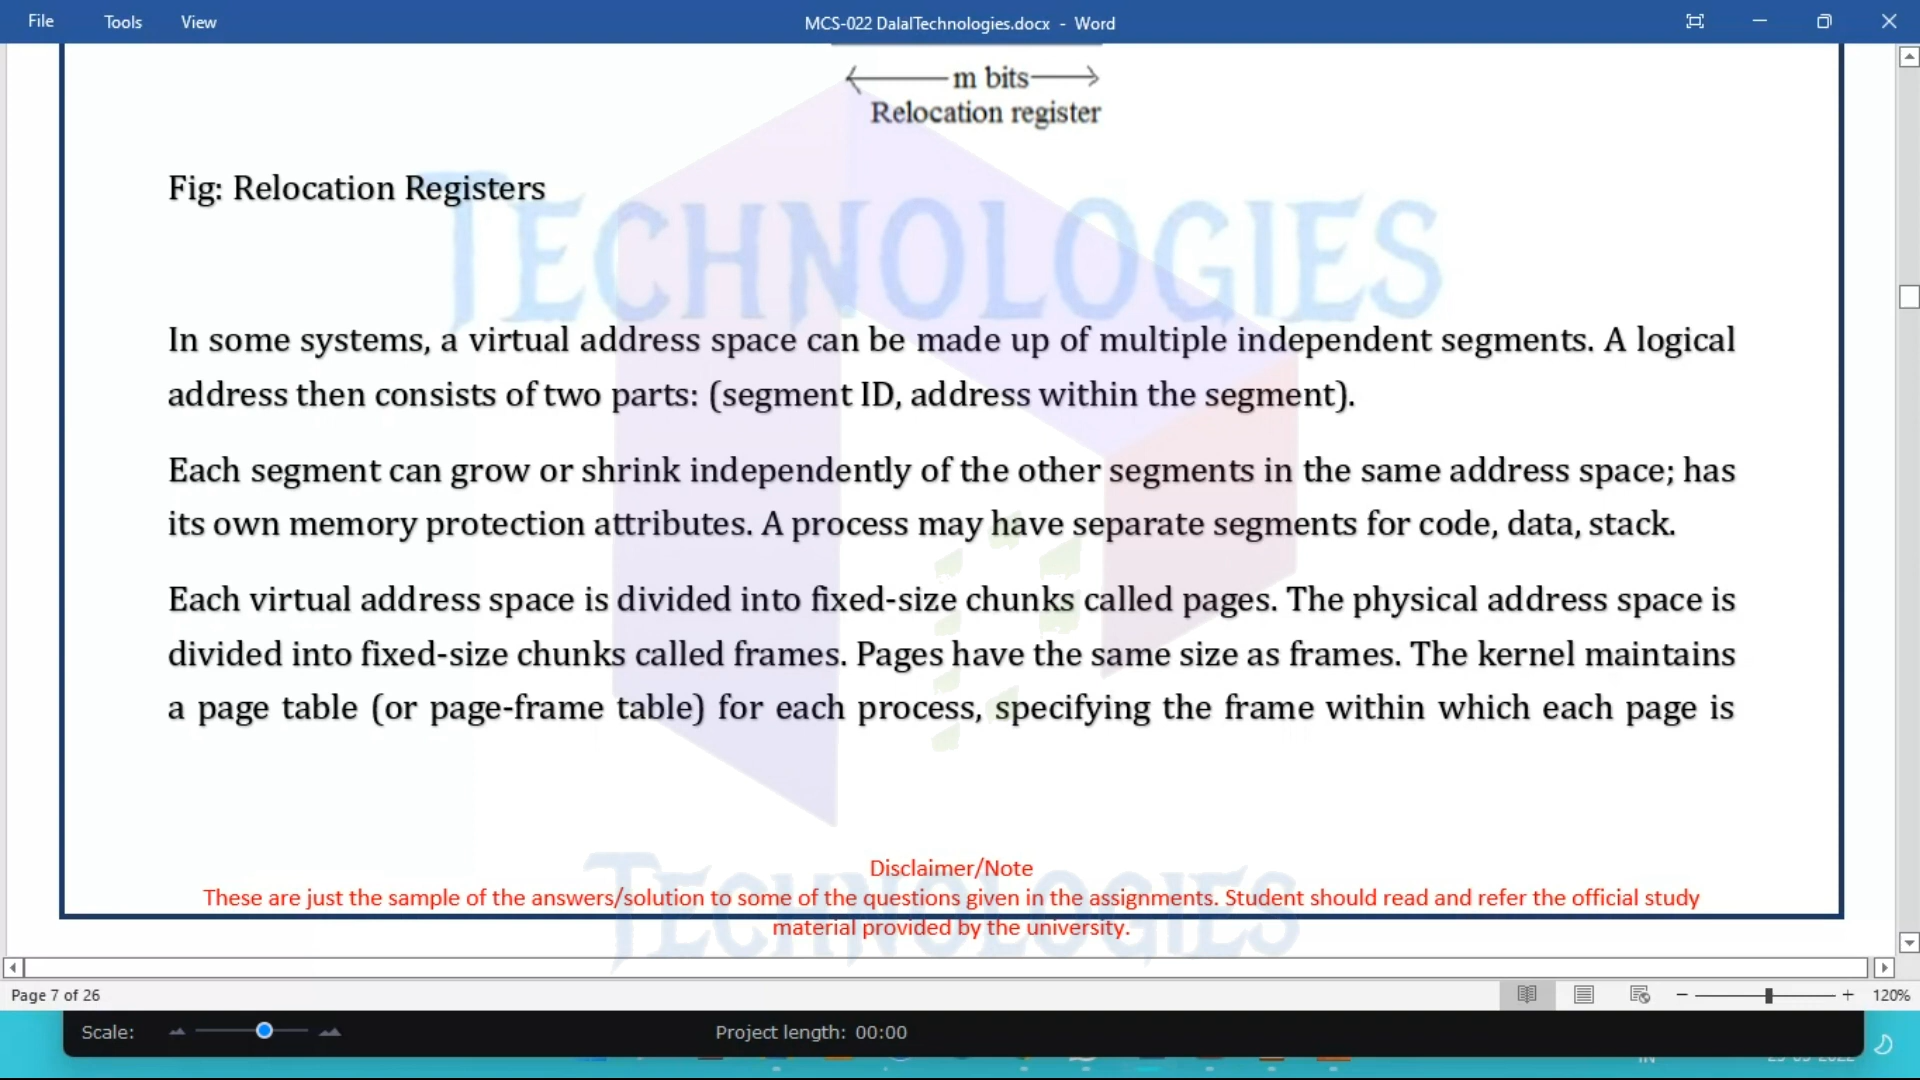 File Tools View MCS-022 DalalTechnologies.docx - Word
m bits
Relocation register
Fig: Relocation Registers
TECHNOLOGIES
In some systems, a virtual address space can be made up of multiple independent segments. A logical
address then consists of two parts: (segment ID, address within the segment).
Each segment can grow or shrink independently of the other segments in the same address space; has
its own memory protection attributes. A process may have separate segments for code, data, stack.
Each virtual address space is divided into fixed-size chunks called pages. The physical address space is
divided into fixed-size chunks called frames. Pages have the same size as frames. The kernel maintains
a page table (or page-frame table) for each process, specifying the frame within which each page is
TECHNOLOGIES
Disclaimer/Note
These are just the sample of the answers/solution to some of the questions given in the assignments. Student should read and refer the official study
material provided by the university.
Page 7 of 26 120%
Scale: Project length: 00:00